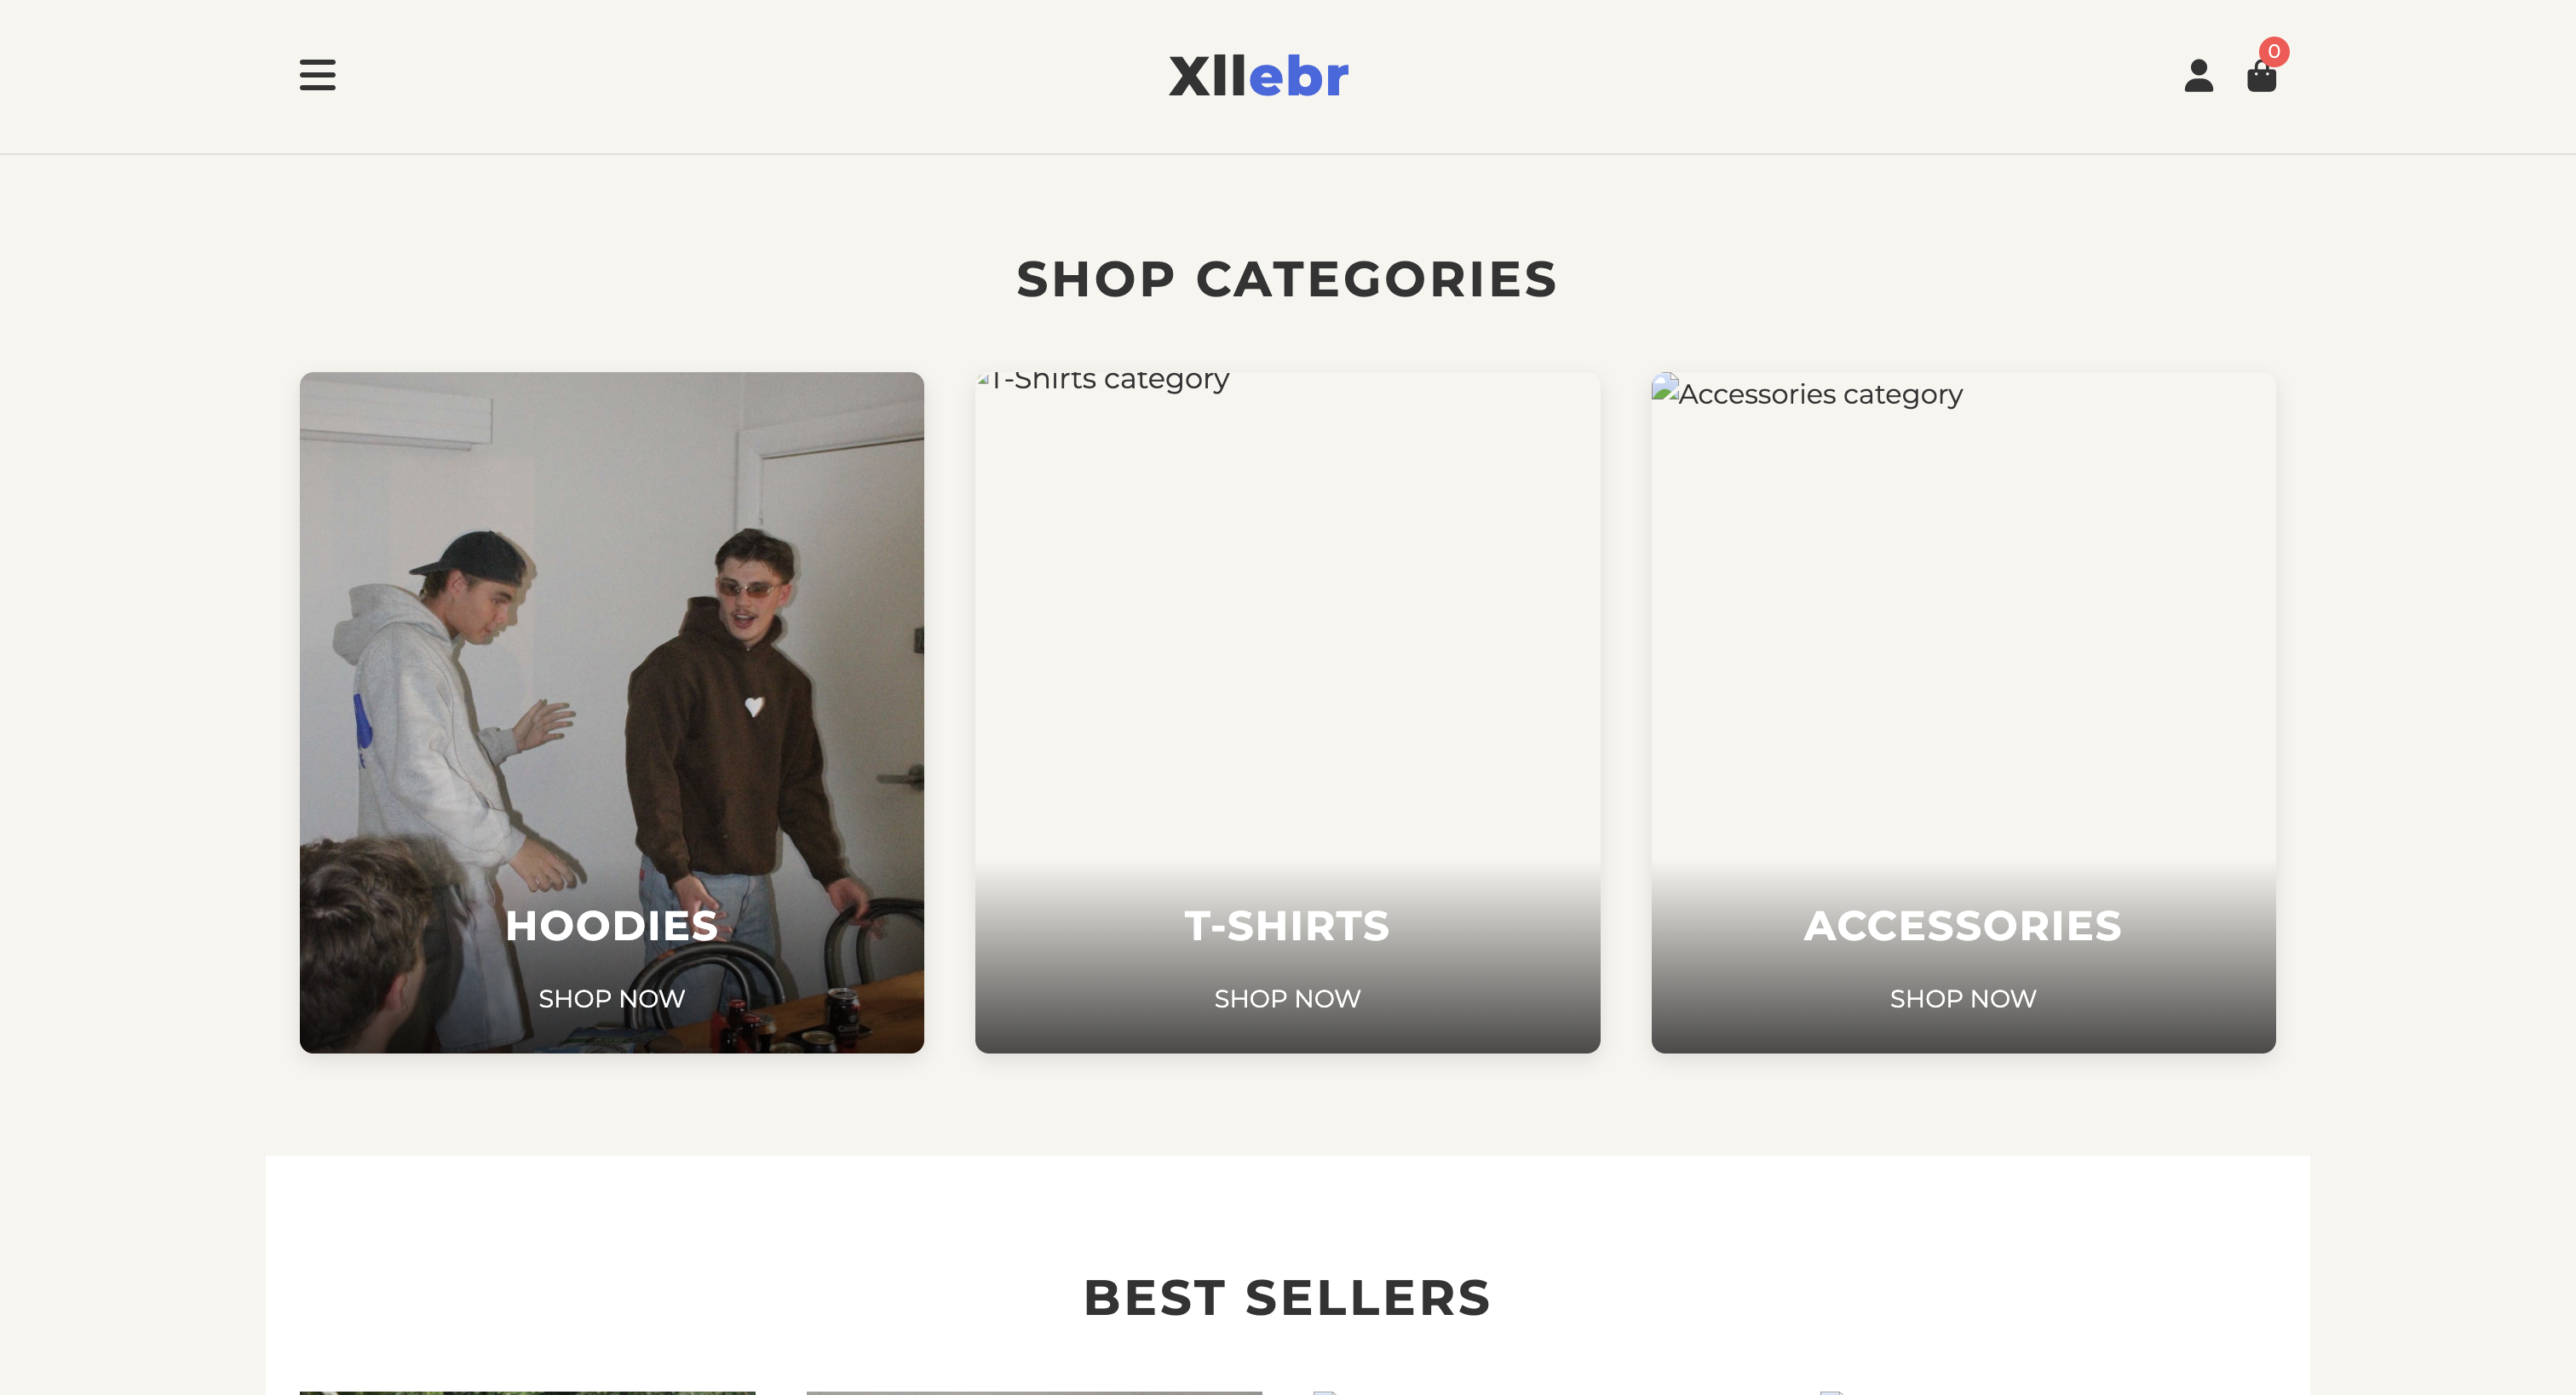 Xllebr
0
SHOP CATEGORIES
T-Shirts category
Accessories category
HOODIES
T-SHIRTS
ACCESSORIES
SHOP NOW
SHOP NOW
SHOP NOW
BEST SELLERS